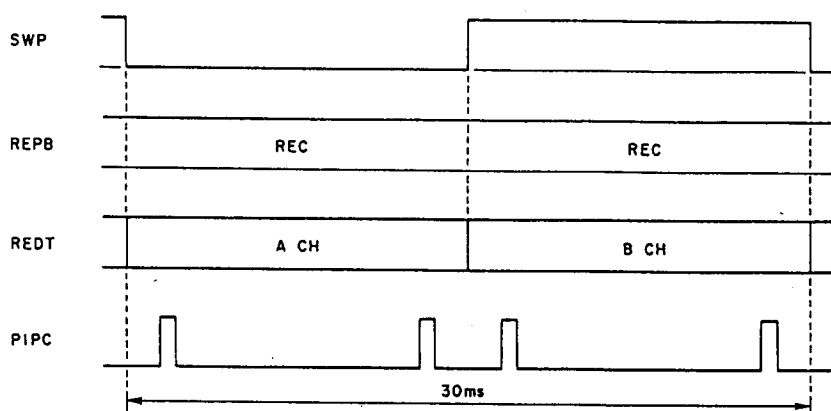 SWP
REPB REC REC
REDT A CH B CH
PIPC
30ms